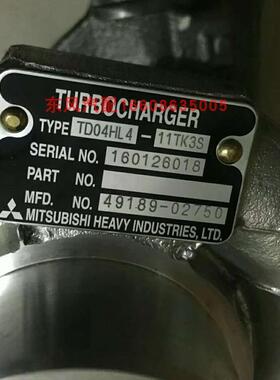 TURBOCHARGER
TYPE TD04HL4 - 11TK3S
SERIAL NO. 160126018
PART NO.
MFD. NO. 49189-02750
MITSUBISHI HEAVY INDUSTRIES, LTD.